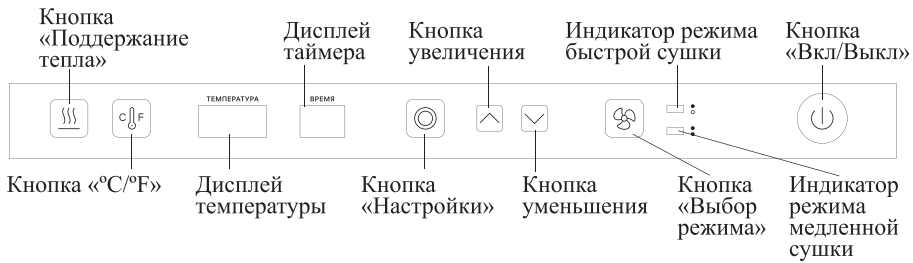 Кнопка
«Поддержание
тепла»
Дисплей
таймера
Кнопка
увеличения
Индикатор режима
быстрой сушки
Кнопка
«Вкл/Выкл»
C F
ТЕМПЕРАТУРА
ВРЕМЯ
Кнопка «ºC/ºF»
Дисплей
температуры
Кнопка
«Настройки»
Кнопка
уменьшения
Кнопка
«Выбор
режима»
Индикатор
режима
медленной
сушки